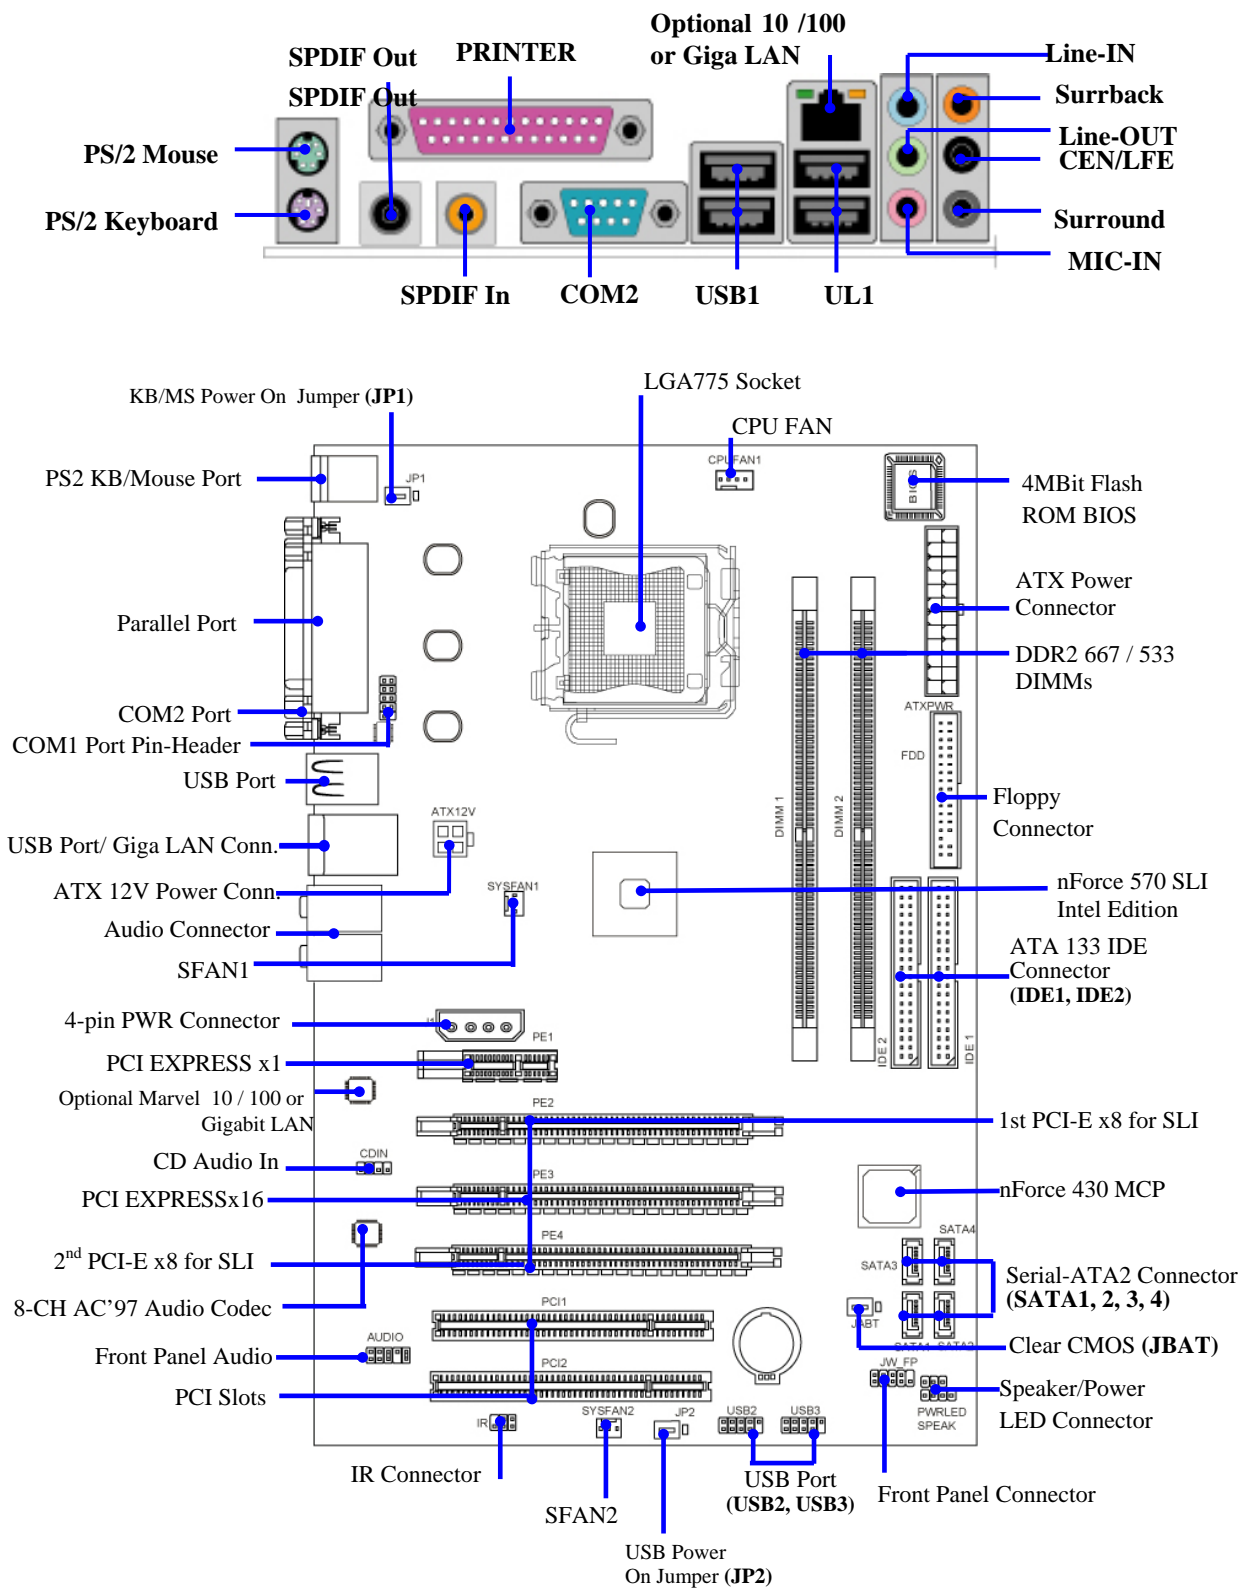 Optional 10 /100
or Giga LAN
SPDIF Out
PRINTER
Line-IN
SPDIF Out
Surrback
Line-OUT
PS/2 Mouse
CEN/LFE
PS/2 Keyboard
Surround
MIC-IN
SPDIF In
COM2
USB1
UL1
LGA775 Socket
KB/MS Power On Jumper (JP1)
CPU FAN
CPUFAN1
PS2 KB/Mouse Port
JP1
BIOS
4MBit Flash
ROM BIOS
ATX Power
Connector
Parallel Port
DDR2 667 / 533
DIMMs
COM2 Port
ATXPWR
COM1 Port Pin-Header
FDD
USB Port
Floppy
Connector
ATX12V
DIMM 1
DIMM 2
USB Port/ Giga LAN Conn.
ATX 12V Power Conn.
SYSFAN1
nForce 570 SLI
Intel Edition
Audio Connector
ATA 133 IDE
Connector
(IDE1, IDE2)
SFAN1
4-pin PWR Connector
J1
PE1
IDE 2
IDE 1
PCI EXPRESS x1
Optional Marvel 10 / 100 or
Gigabit LAN
PE2
1st PCI-E x8 for SLI
CD Audio In
CDIN
PE3
PCI EXPRESSx16
nForce 430 MCP
PE4
SATA4
2nd PCI-E x8 for SLI
SATA3
Serial-ATA2 Connector
(SATA1, 2, 3, 4)
8-CH AC'97 Audio Codec
PCI1
JABT
AUDIO
SATA1
SATA2
Clear CMOS (JBAT)
Front Panel Audio
PCI2
JW_FP
PCI Slots
Speaker/Power
LED Connector
IR
SYSFAN2
JP2
USB2
USB3
PWRLED
SPEAK
IR Connector
USB Port
(USB2, USB3)
Front Panel Connector
SFAN2
USB Power
On Jumper (JP2)